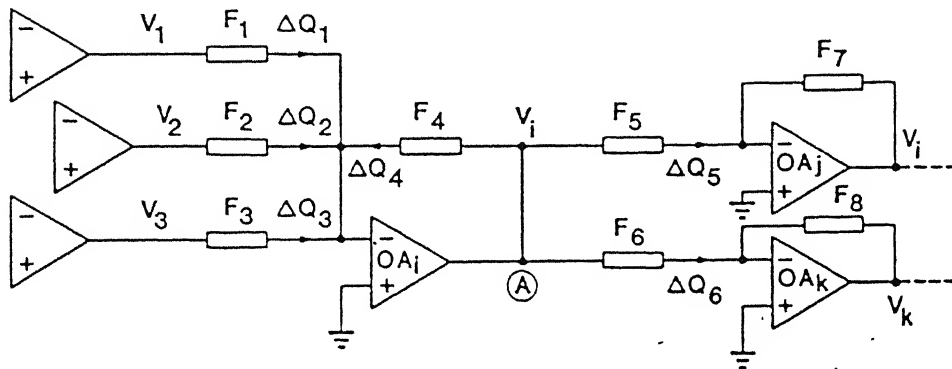 V1 F1 ΔQ1
V2 F2 ΔQ2 F4 Vi F5 F7
ΔQ4 ΔQ5 OAj Vi
V3 F3 ΔQ3 F6 F8
OAi A ΔQ6 OAk
Vk